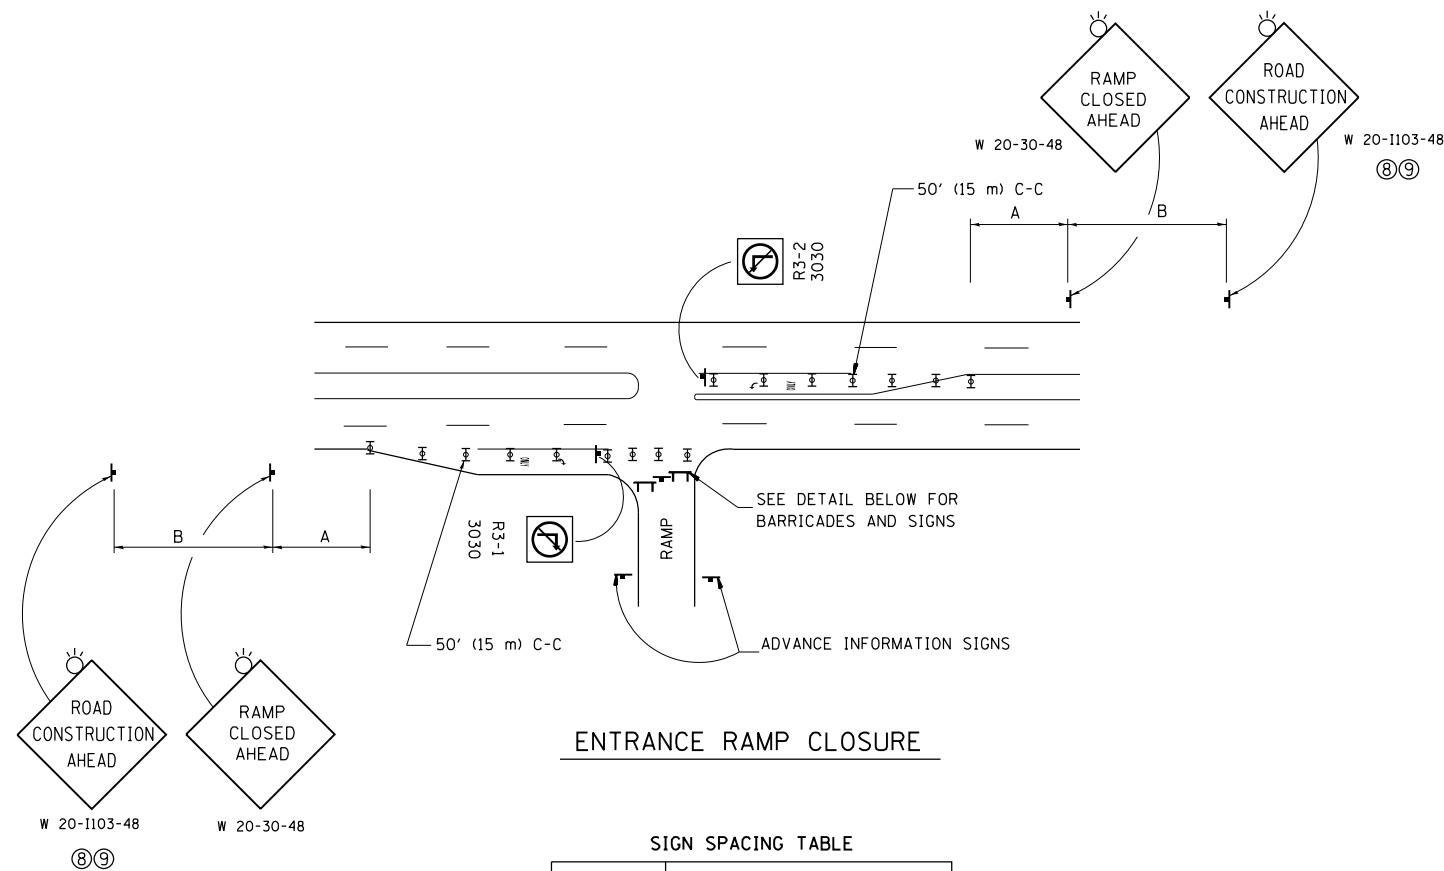 RAMP
CLOSED
AHEAD
W 20-30-48
ROAD
CONSTRUCTION
AHEAD
W 20-I103-48
⑧⑨
50' (15 m) C-C
A
B
R3-2
3030
ONLY
ONLY
SEE DETAIL BELOW FOR
BARRICADES AND SIGNS
RAMP
R3-1
3030
B
A
50' (15 m) C-C
ADVANCE INFORMATION SIGNS
ROAD
CONSTRUCTION
AHEAD
W 20-I103-48
⑧⑨
RAMP
CLOSED
AHEAD
W 20-30-48
ENTRANCE RAMP CLOSURE
SIGN SPACING TABLE